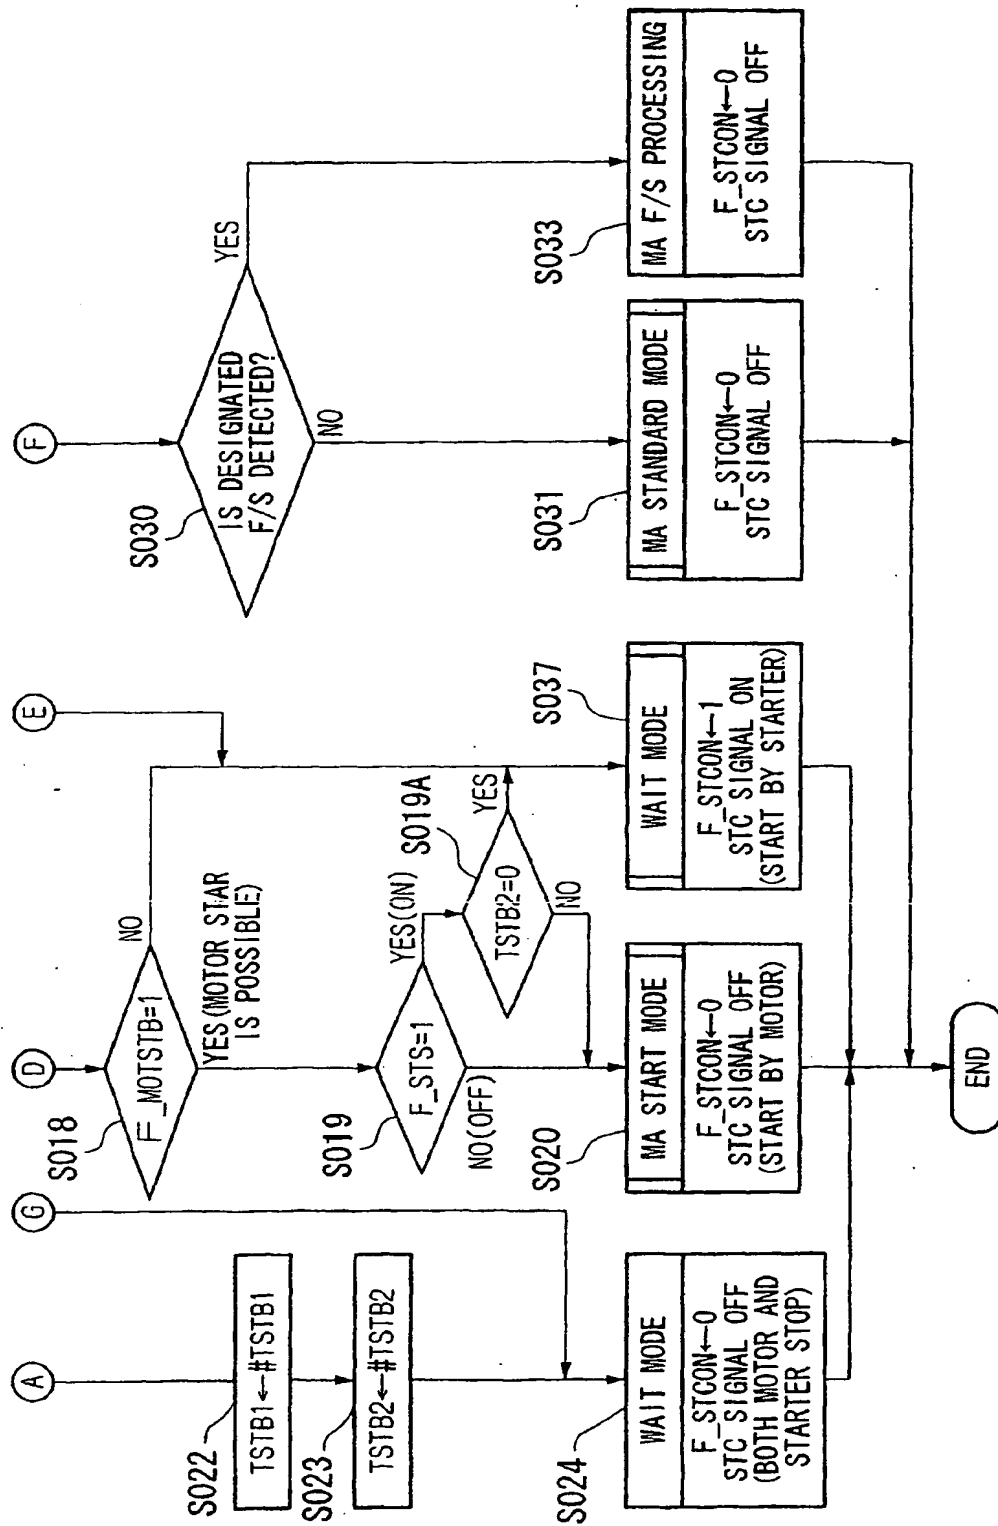 A
S022
TSTB1←#TSTB1
S023
TSTB2←#TSTB2
G
S024
WAIT MODE
F_STCON←0
STC SIGNAL OFF
(BOTH MOTOR AND
STARTER STOP)
D
S018
F_MOTSTB=1
NO
YES(MOTOR STAR
IS POSSIBLE)
S019
F_STS=1
YES(ON)
NO(OFF)
S019A
TSTB2=0
YES
NO
S020
MA START MODE
F_STCON←0
STC SIGNAL OFF
(START BY MOTOR)
E
S037
WAIT MODE
F_STCON←1
STC SIGNAL ON
(START BY STARTER)
F
S030
IS DESIGNATED
F/S DETECTED?
YES
NO
S031
MA STANDARD MODE
F_STCON←0
STC SIGNAL OFF
S033
MA F/S PROCESSING
F_STCON←0
STC SIGNAL OFF
END